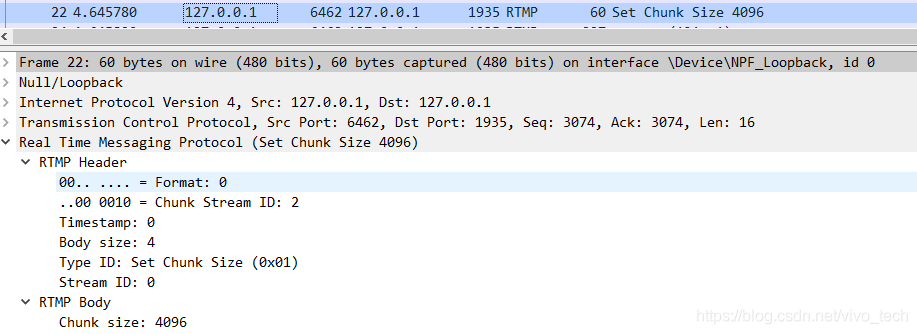 22 4.645780 127.0.0.1 6462 127.0.0.1 1935 RTMP 60 Set Chunk Size 4096
Frame 22: 60 bytes on wire (480 bits), 60 bytes captured (480 bits) on interface \Device\NPF_Loopback, id 0
Null/Loopback
Internet Protocol Version 4, Src: 127.0.0.1, Dst: 127.0.0.1
Transmission Control Protocol, Src Port: 6462, Dst Port: 1935, Seq: 3074, Ack: 3074, Len: 16
Real Time Messaging Protocol (Set Chunk Size 4096)
RTMP Header
00.. .... = Format: 0
..00 0010 = Chunk Stream ID: 2
Timestamp: 0
Body size: 4
Type ID: Set Chunk Size (0x01)
Stream ID: 0
RTMP Body
Chunk size: 4096
https://blog.csdn.net/vivo_tech